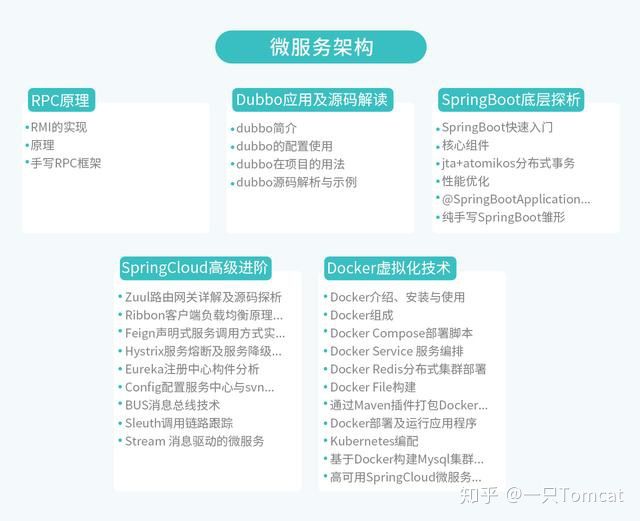 微服务架构
RPC原理
RMI的实现
原理
手写RPC框架
Dubbo应用及源码解读
dubbo简介
dubbo的配置使用
dubbo在项目的用法
dubbo源码解析与示例
SpringBoot底层探析
SpringBoot快速入门
核心组件
jta+atomikos分布式事务
性能优化
@SpringBootApplication...
纯手写SpringBoot雏形
SpringCloud高级进阶
Zuul路由网关详解及源码探析
Ribbon客户端负载均衡原理...
Feign声明式服务调用方式实...
Hystrix服务熔断及服务降级...
Eureka注册中心构件分析
Config配置服务中心与svn...
BUS消息总线技术
Sleuth调用链路跟踪
Stream 消息驱动的微服务
Docker虚拟化技术
Docker介绍、安装与使用
Docker组成
Docker Compose部署脚本
Docker Service 服务编排
Docker Redis分布式集群部署
Docker File构建
通过Maven插件打包Docker...
Docker部署及运行应用程序
Kubernetes编配
基于Docker构建Mysql集群...
高可用SpringCloud微服务...
知乎 @一只Tomcat